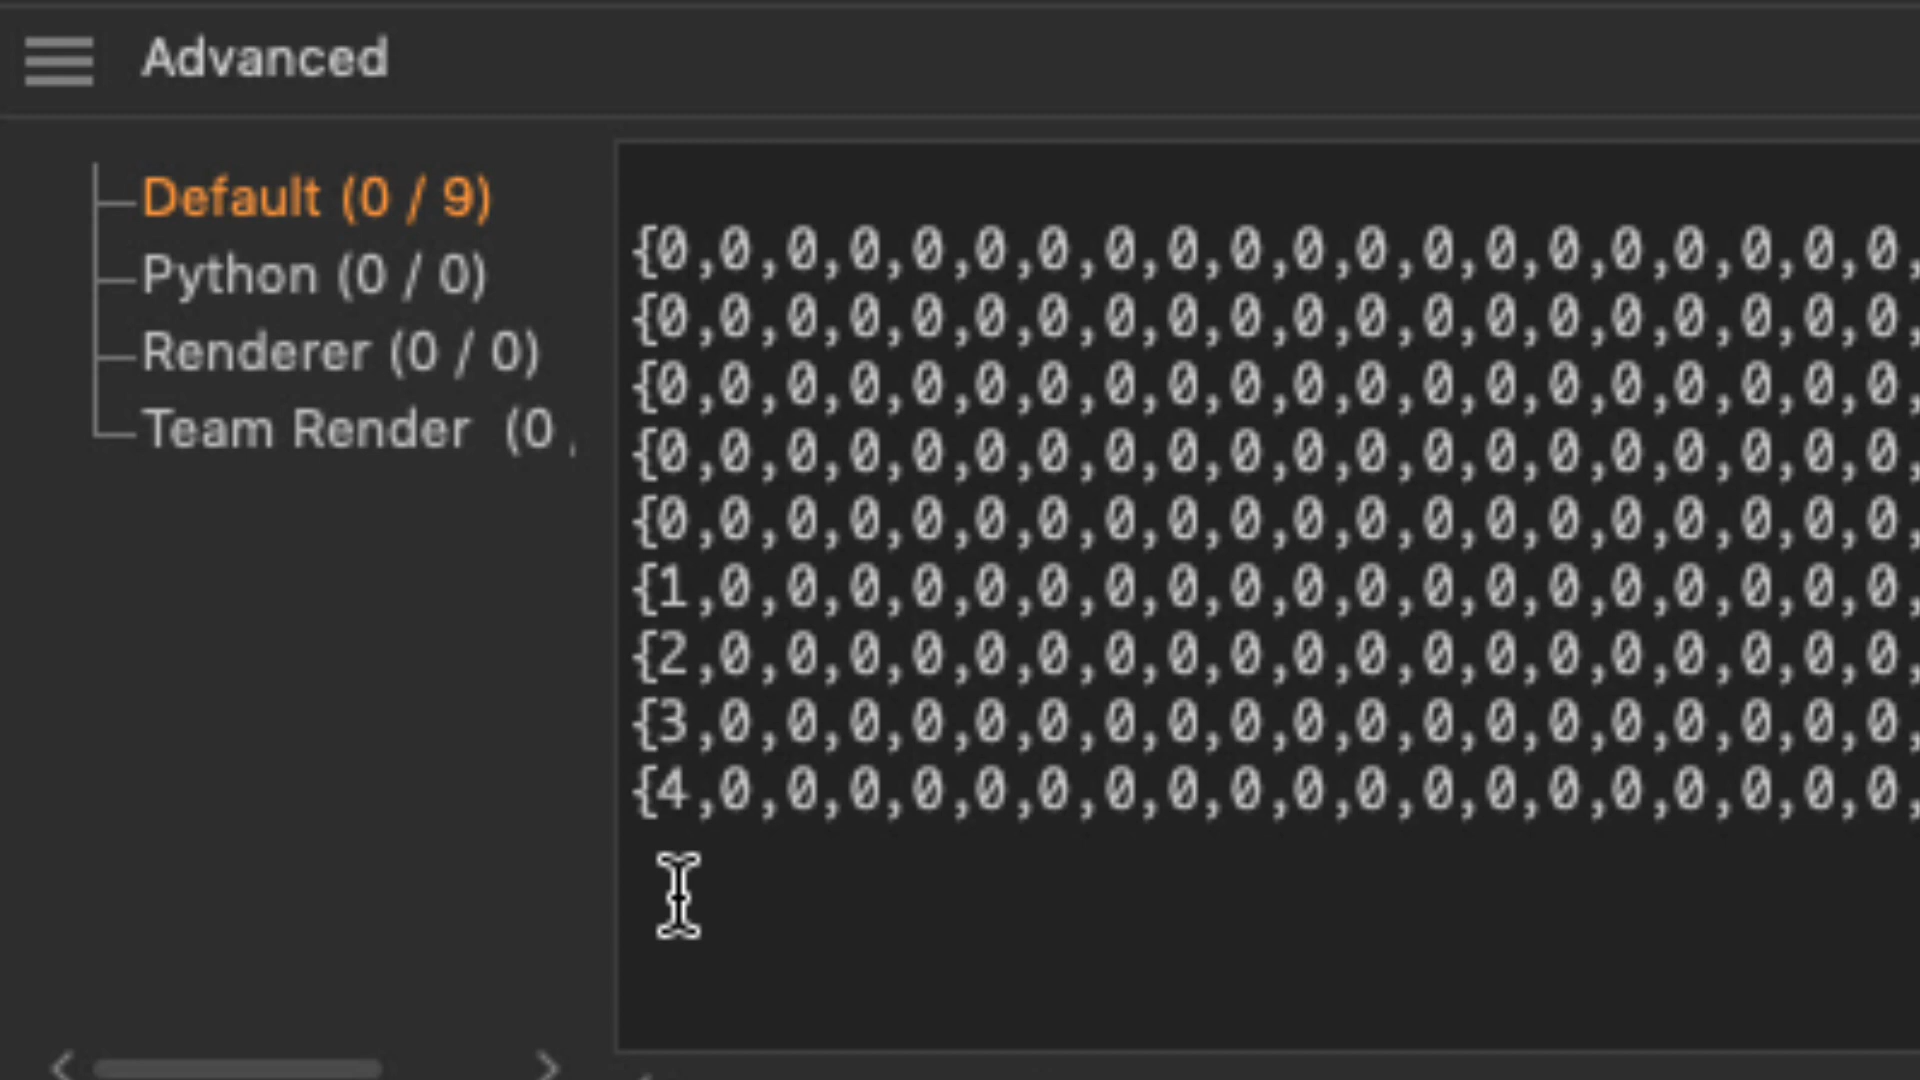 Advanced
Default (0 / 9)
Python (0 / 0)
Renderer (0 / 0)
Team Render (0
{0,0,0,0,0,0,0,0,0,0,0,0,0,0,0,0,0,0,0,0,
{0,0,0,0,0,0,0,0,0,0,0,0,0,0,0,0,0,0,0,0,
{0,0,0,0,0,0,0,0,0,0,0,0,0,0,0,0,0,0,0,0,
{0,0,0,0,0,0,0,0,0,0,0,0,0,0,0,0,0,0,0,0,
{0,0,0,0,0,0,0,0,0,0,0,0,0,0,0,0,0,0,0,0,
{1,0,0,0,0,0,0,0,0,0,0,0,0,0,0,0,0,0,0,0,
{2,0,0,0,0,0,0,0,0,0,0,0,0,0,0,0,0,0,0,0,
{3,0,0,0,0,0,0,0,0,0,0,0,0,0,0,0,0,0,0,0,
{4,0,0,0,0,0,0,0,0,0,0,0,0,0,0,0,0,0,0,0,